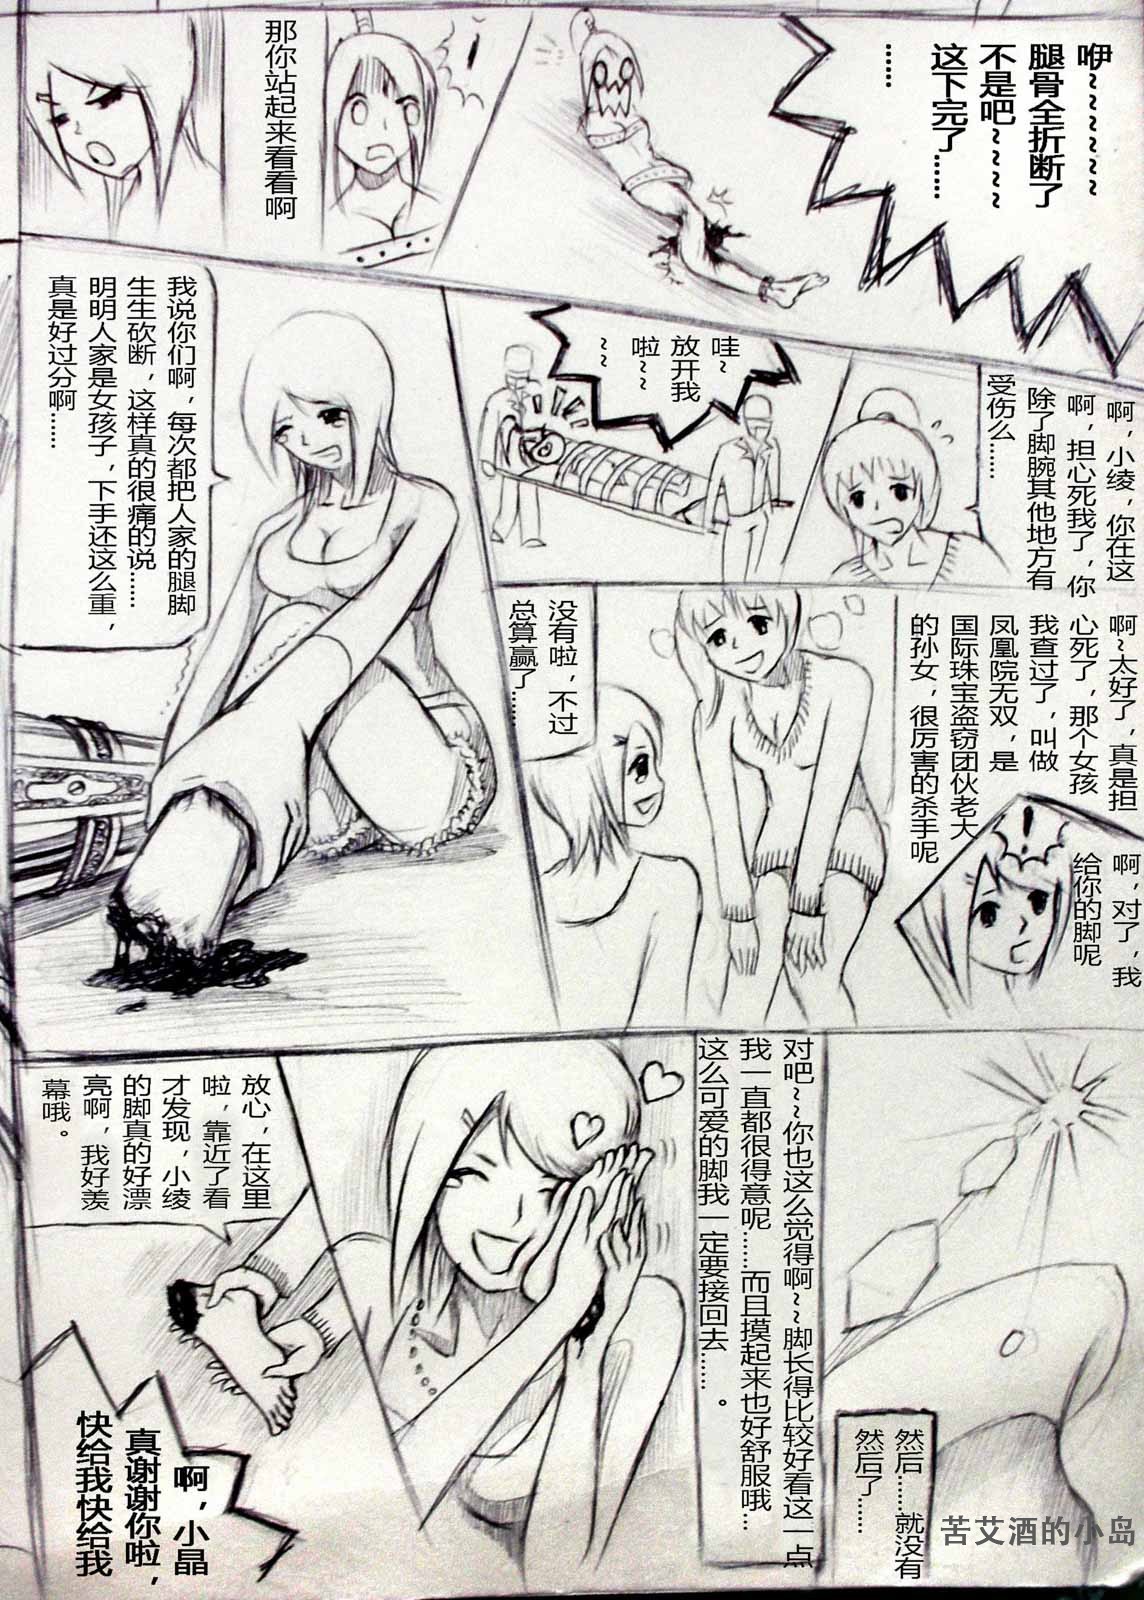 咿~~~~~~
腿骨全折断了
不是吧~~~~
这下完了……
……
那你站起来看看啊
啊，小绫，你在这
啊，担心死我了，你
除了脚腕其他地方有
受伤么……
哇~
放开我
啦~~
~~
我说你们啊，每次都把人家的腿脚
生生砍断，这样真的很痛的说……
明明人家是女孩子，下手还这么重，
真是好过分啊……
啊~太好了，真是担
心死了，那个女孩
我查过了，叫做
凤凰院无双，是
国际珠宝盗窃团伙老大
的孙女，很厉害的杀手呢
没有啦，不过
总算赢了……
啊，对了，我
给你的脚呢
然后……就没有
然后了……
对吧~~你也这么觉得啊~~脚长得比较好看这一点
我一直都很得意呢……而且摸起来也好舒服哦…
这么可爱的脚我一定要接回去……。
放心，在这里
啦，靠近了看
才发现，小绫
的脚真的好漂
亮啊，我好羡
慕哦。
啊，小晶
真谢谢你啦，
快给我快给我
苦艾酒的小岛